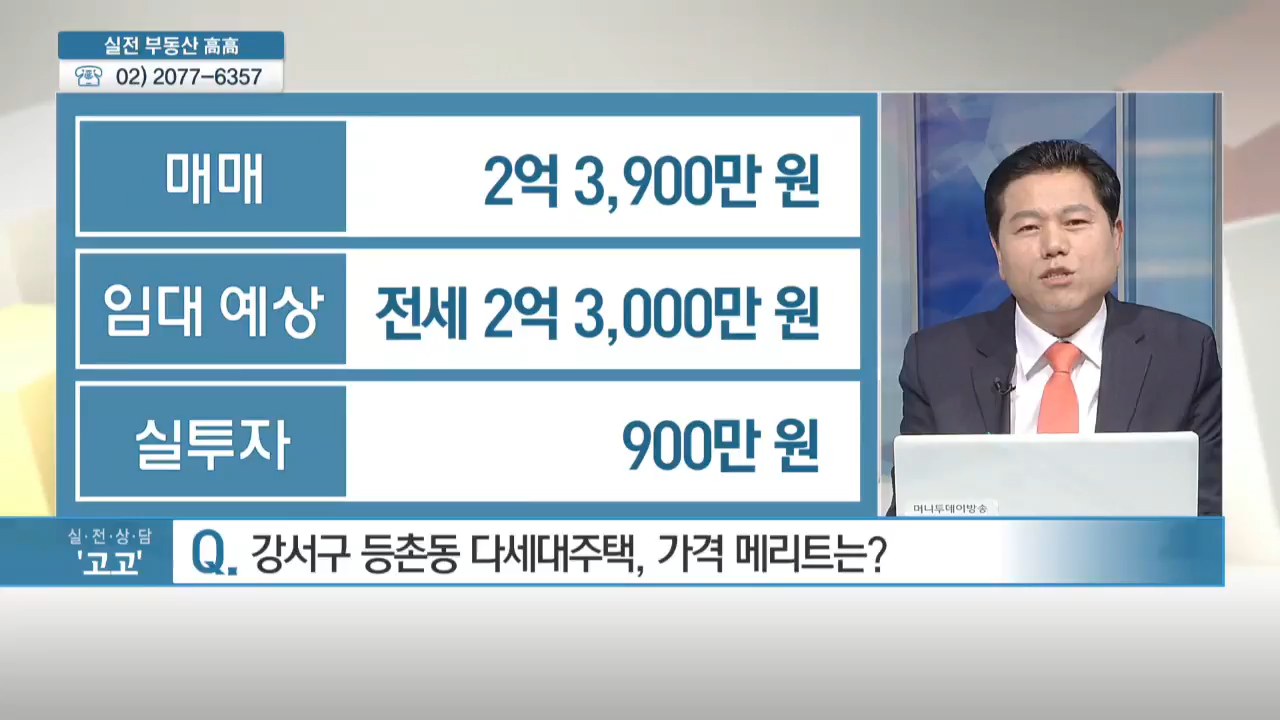 실전 부동산 高高
02) 2077-6357
매매
2억 3,900만 원
임대 예상
전세 2억 3,000만 원
실투자
900만 원
머니투데이방송
실·전·상·담
'고고'
Q. 강서구 등촌동 다세대주택, 가격 메리트는?